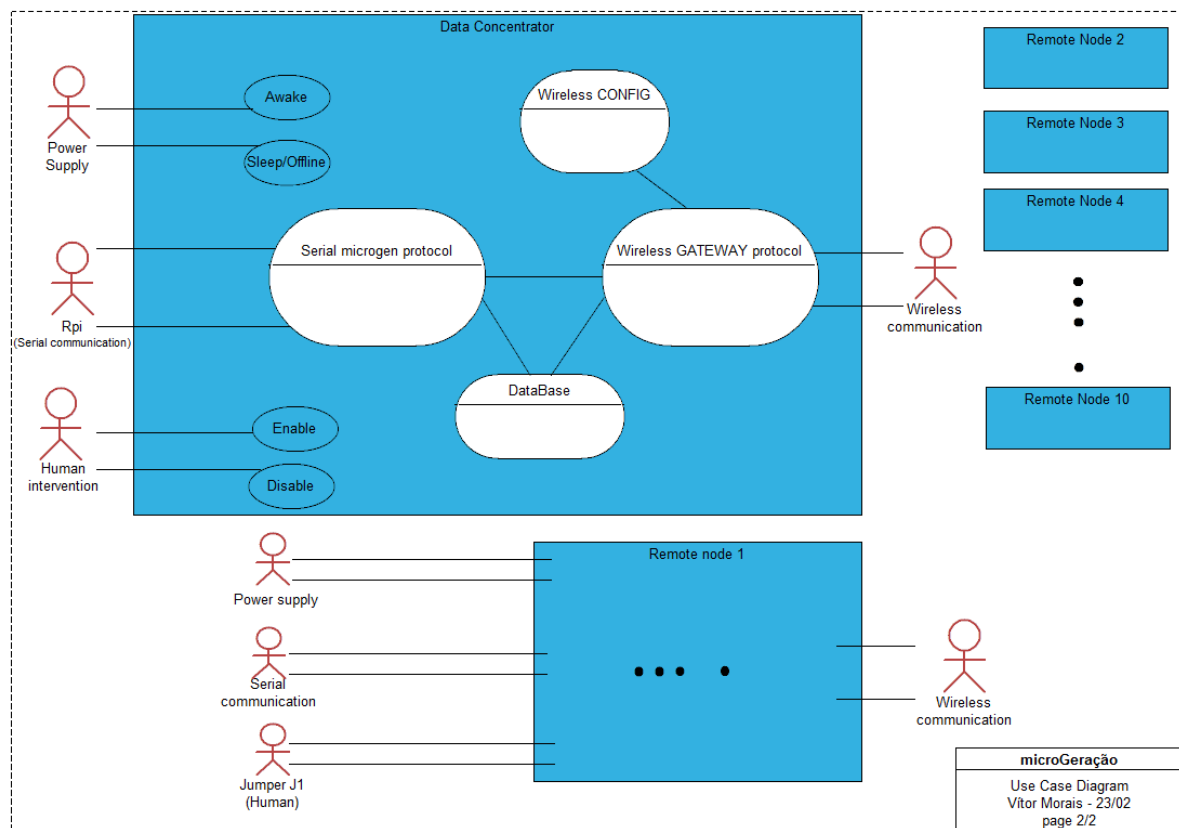 Data Concentrator
Power
Supply
Awake
Sleep/Offline
Wireless CONFIG
Remote Node 2
Remote Node 3
Remote Node 4
Rpi
(Serial communication)
Serial microgen protocol
Wireless GATEWAY protocol
Wireless
communication
DataBase
Remote Node 10
Human
intervention
Enable
Disable
Remote node 1
Power supply
Serial
communication
Jumper J1
(Human)
Wireless
communication
microGeração
Use Case Diagram
Vítor Morais - 23/02
page 2/2